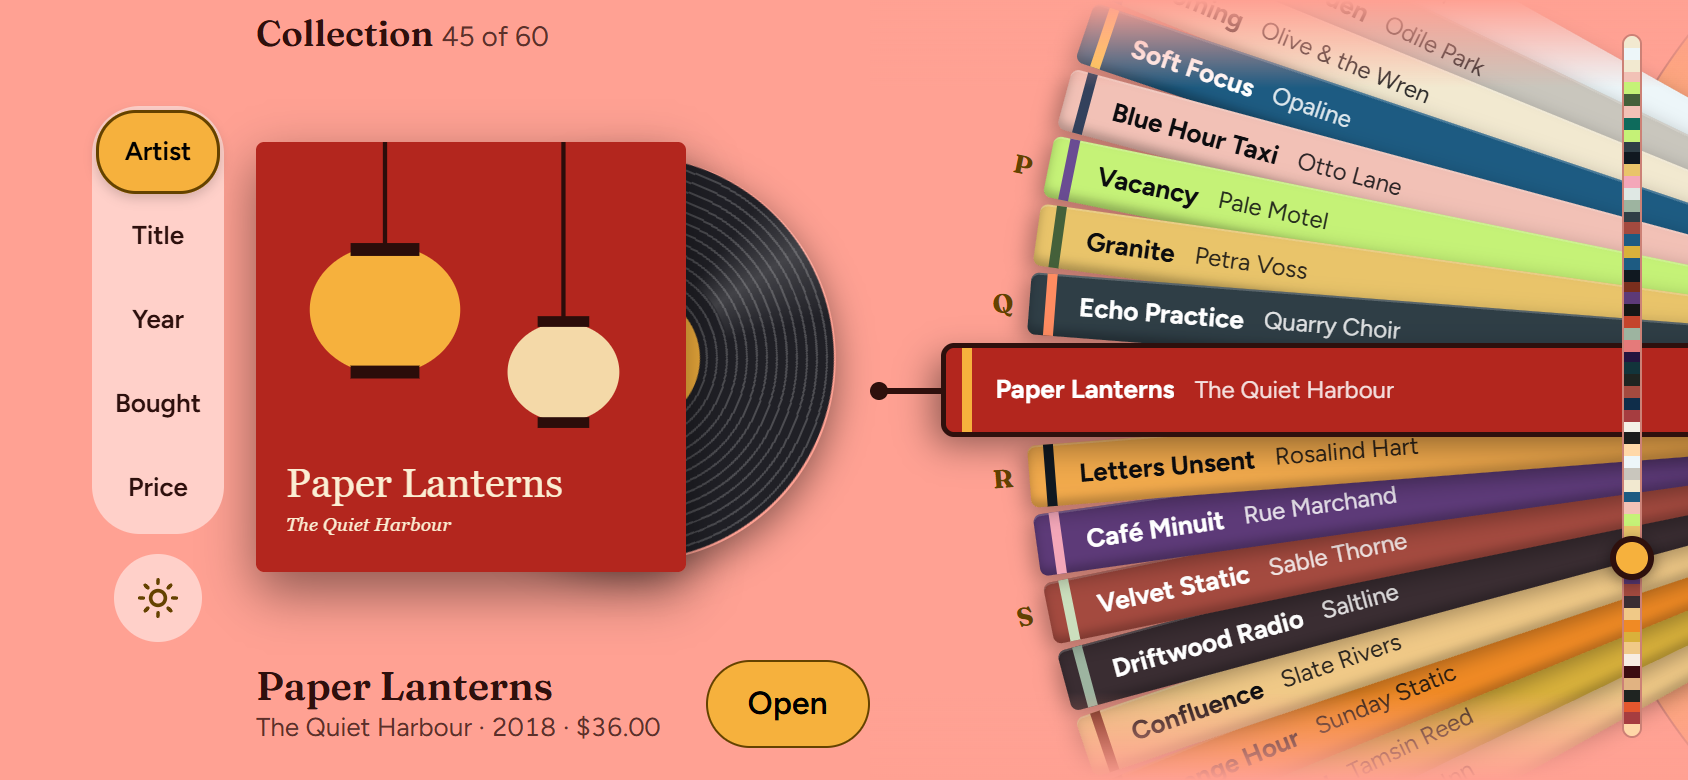 Collection 45 of 60
Artist
Title
Year
Bought
Price
Paper Lanterns
The Quiet Harbour
Paper Lanterns
The Quiet Harbour · 2018 · $36.00
Open
Odile Park
Olive & the Wren
Soft Focus Opaline
Blue Hour Taxi Otto Lane
P
Vacancy Pale Motel
Granite Petra Voss
Q
Echo Practice Quarry Choir
Paper Lanterns The Quiet Harbour
R
Letters Unsent Rosalind Hart
Café Minuit Rue Marchand
Velvet Static Sable Thorne
S
Driftwood Radio Saltline
Confluence Slate Rivers
Hour Sunday Static
Tamsin Reed